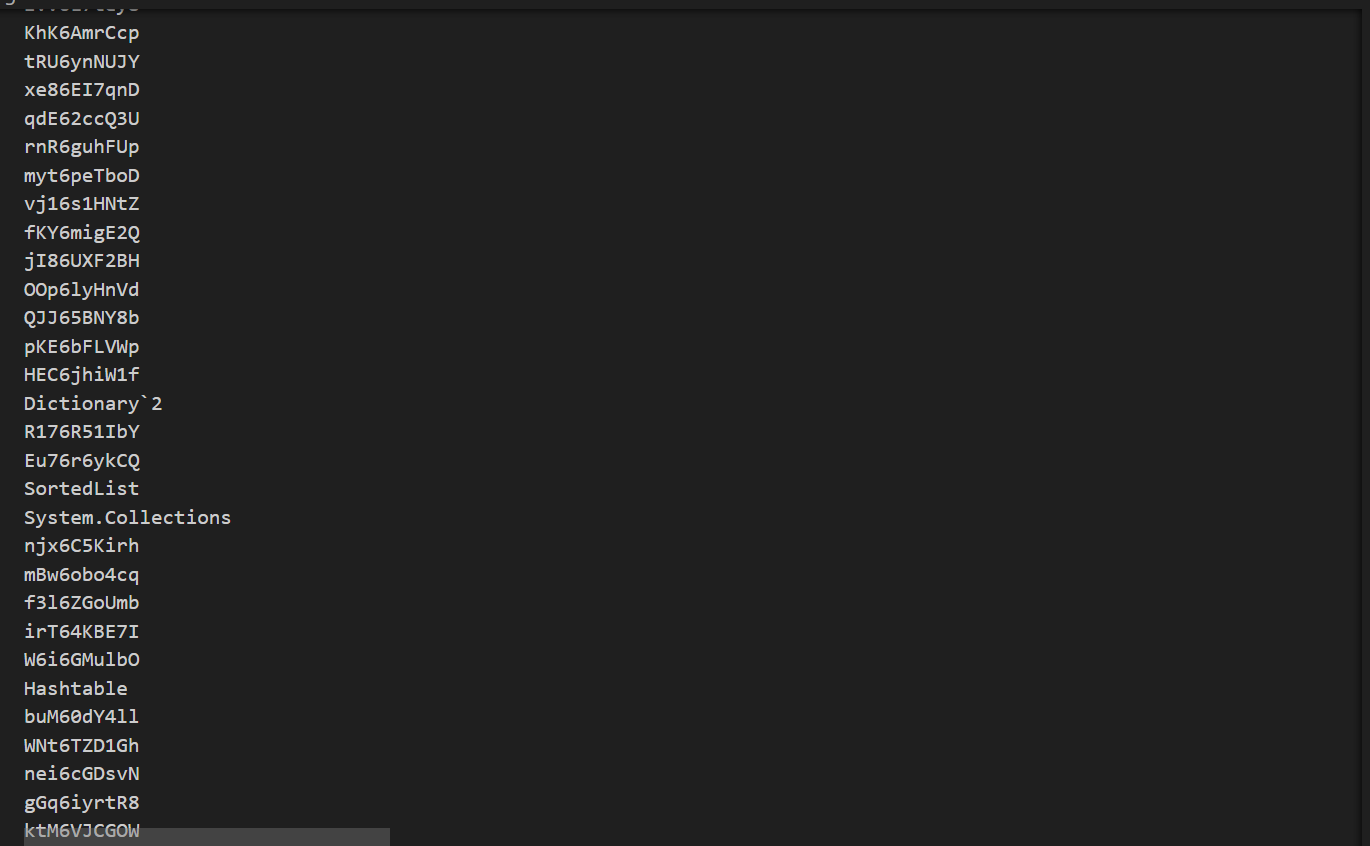 KhK6AmrCcp
tRU6ynNUJY
xe86EI7qnD
qdE62ccQ3U
rnR6guhFUp
myt6peTboD
vj16s1HNtZ
fKY6migE2Q
jI86UXF2BH
OOp6lyHnVd
QJJ65BNY8b
pKE6bFLVWp
HEC6jhiW1f
Dictionary`2
R176R51IbY
Eu76r6ykCQ
SortedList
System.Collections
njx6C5Kirh
mBw6obo4cq
f3l6ZGoUmb
irT64KBE7I
W6i6GMulbO
Hashtable
buM60dY4ll
WNt6TZD1Gh
nei6cGDsvN
gGq6iyrtR8
ktM6VJCGOW